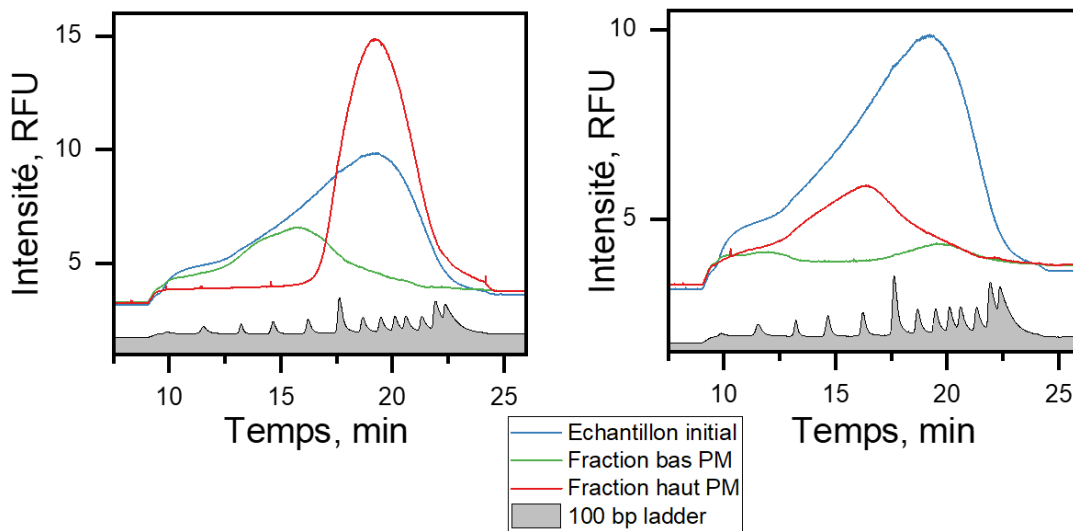 15
10
5
Intensité, RFU
10
15
20
25
Temps, min
10
5
Intensité, RFU
10
15
20
25
Temps, min
Echantillon initial
Fraction bas PM
Fraction haut PM
100 bp ladder